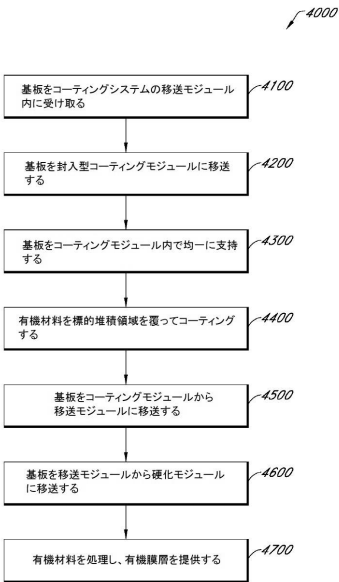 4000
基板をコーティングシステムの移送モジュール
内に受け取る
4100
基板を封入型コーティングモジュールに移送
する
4200
基板をコーティングモジュール内で均一に支持
する
4300
有機材料を標的堆積領域を覆ってコーティング
する
4400
基板をコーティングモジュールから
移送モジュールに移送する
4500
基板を移送モジュールから硬化モジュール
に移送する
4600
有機材料を処理し、有機膜層を提供する
4700